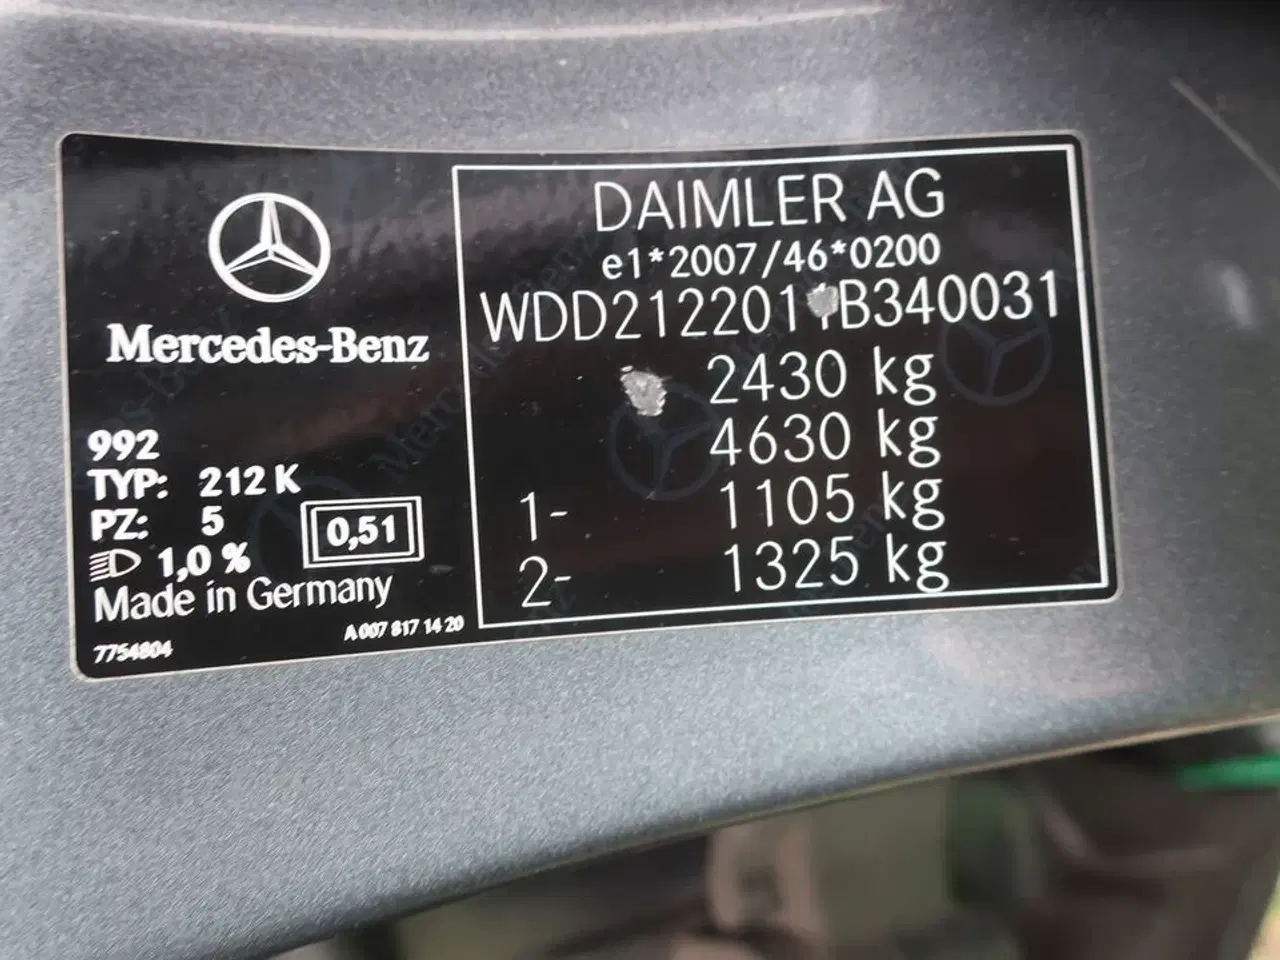 Mercedes-Benz
992
TYP: 212 K
PZ: 5
1,0 %
0,51
Made in Germany
A 007 817 14 20
7754804
DAIMLER AG
e1*2007/46*0200
WDD2122011B340031
2430 kg
4630 kg
1- 1105 kg
2- 1325 kg